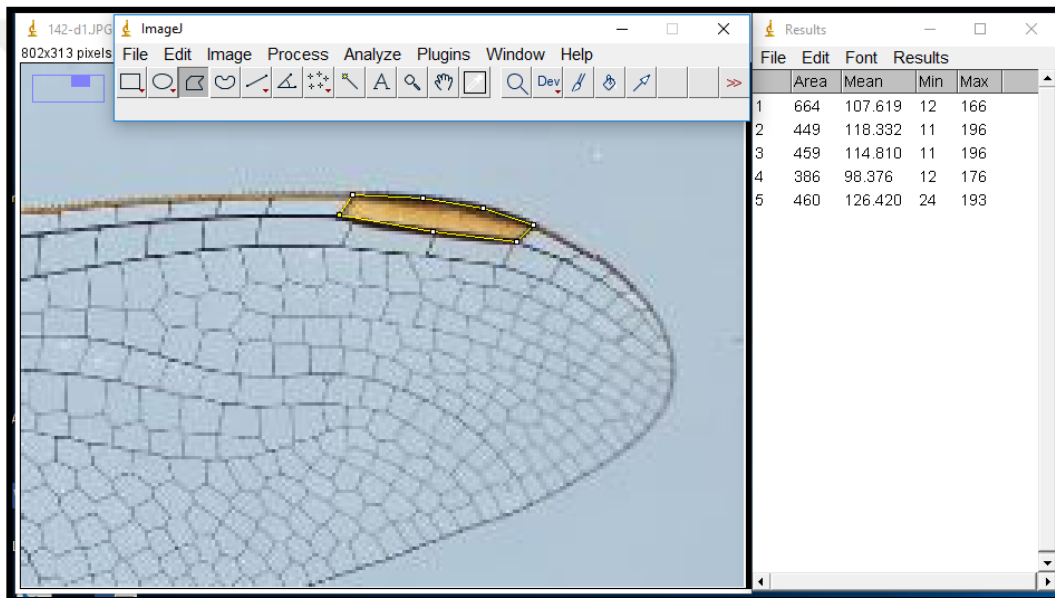 142-d1.JPG
802x313 pixels
ImageJ
File Edit Image Process Analyze Plugins Window Help
A Dev >>
Results
File Edit Font Results
Area Mean Min Max
1 664 107.619 12 166
2 449 118.332 11 196
3 459 114.810 11 196
4 386 98.376 12 176
5 460 126.420 24 193